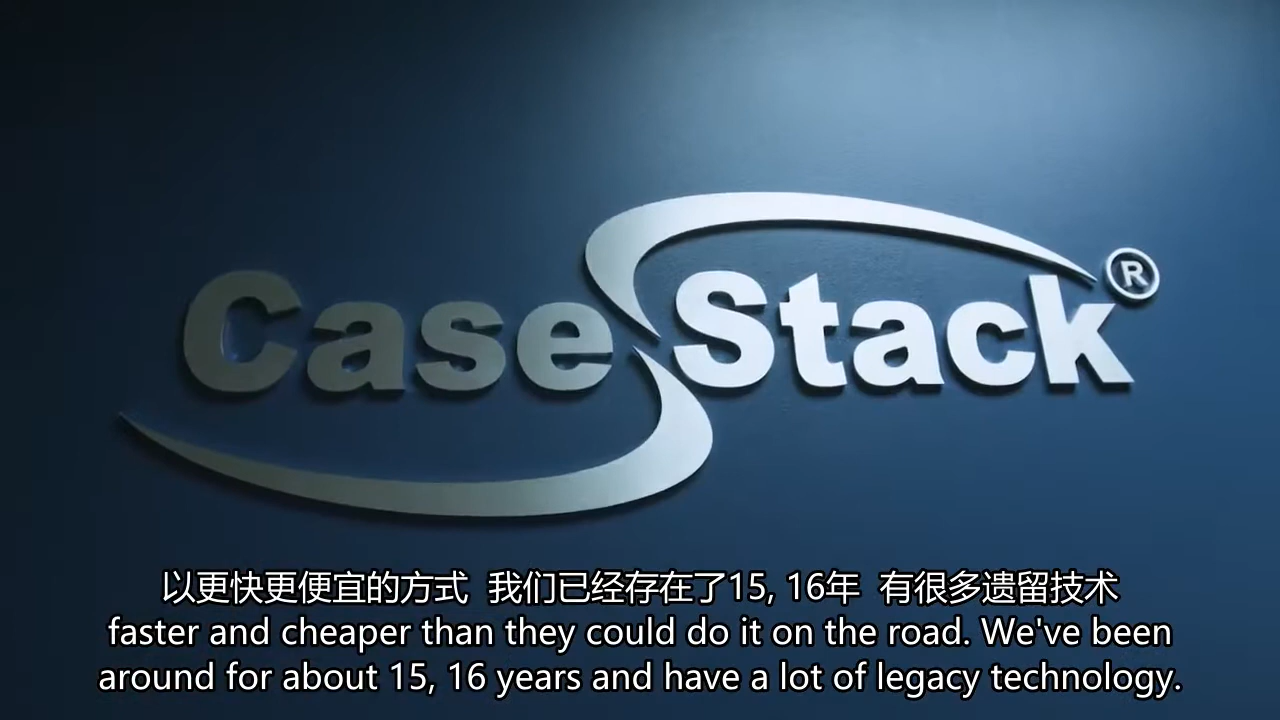 CaseStack®
以更快更便宜的方式 我们已经存在了15, 16年 有很多遗留技术
faster and cheaper than they could do it on the road. We've been
around for about 15, 16 years and have a lot of legacy technology.